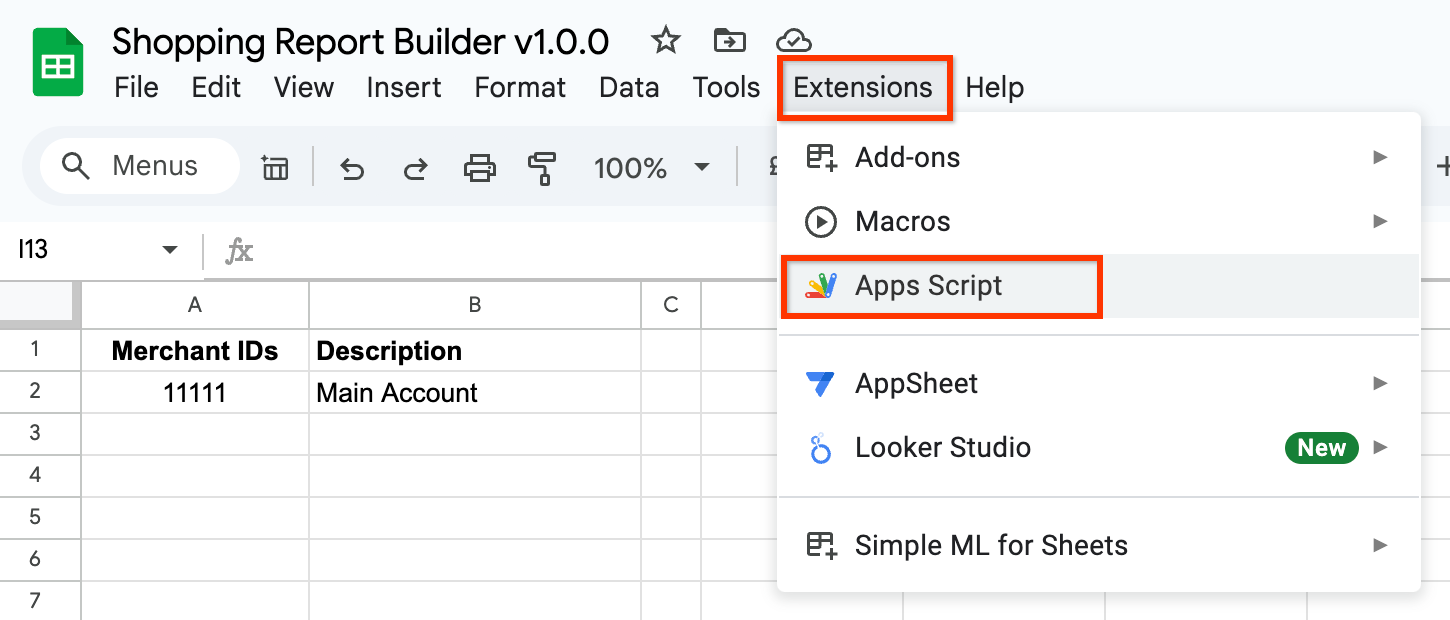 Shopping Report Builder v1.0.0
File Edit View Insert Format Data Tools Extensions Help
Menus 100% £
Add-ons
Macros
I13 fx
Apps Script
A B C
1 Merchant IDs Description
2 11111 Main Account
AppSheet
3
Looker Studio New
4
5
6 Simple ML for Sheets
7